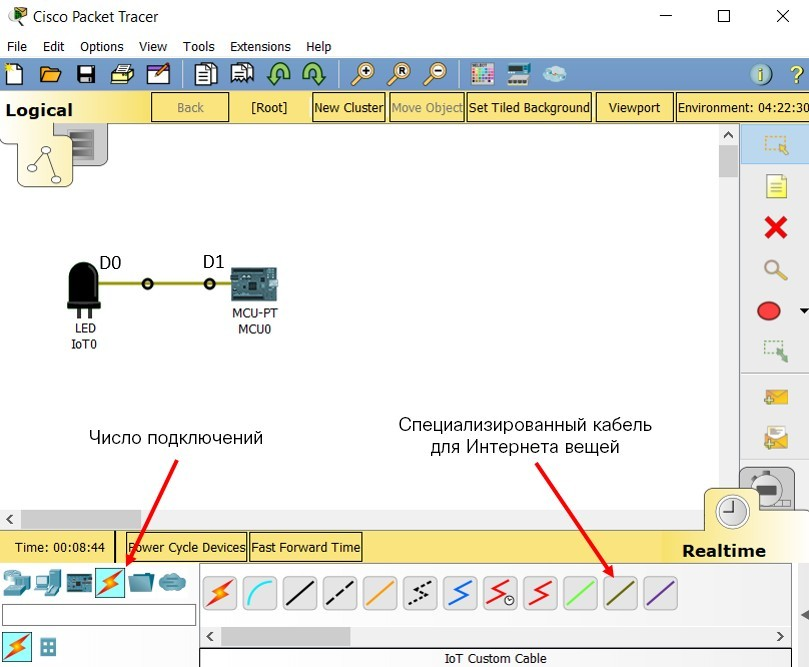 Cisco Packet Tracer
File Edit Options View Tools Extensions Help
Logical Back [Root] New Cluster Move Object Set Tiled Background Viewport Environment: 04:22:30
D0 D1
LED
IoT0
MCU-PT
MCU0
Число подключений
Специализированный кабель
для Интернета вещей
Time: 00:08:44 Power Cycle Devices Fast Forward Time
Realtime
IoT Custom Cable